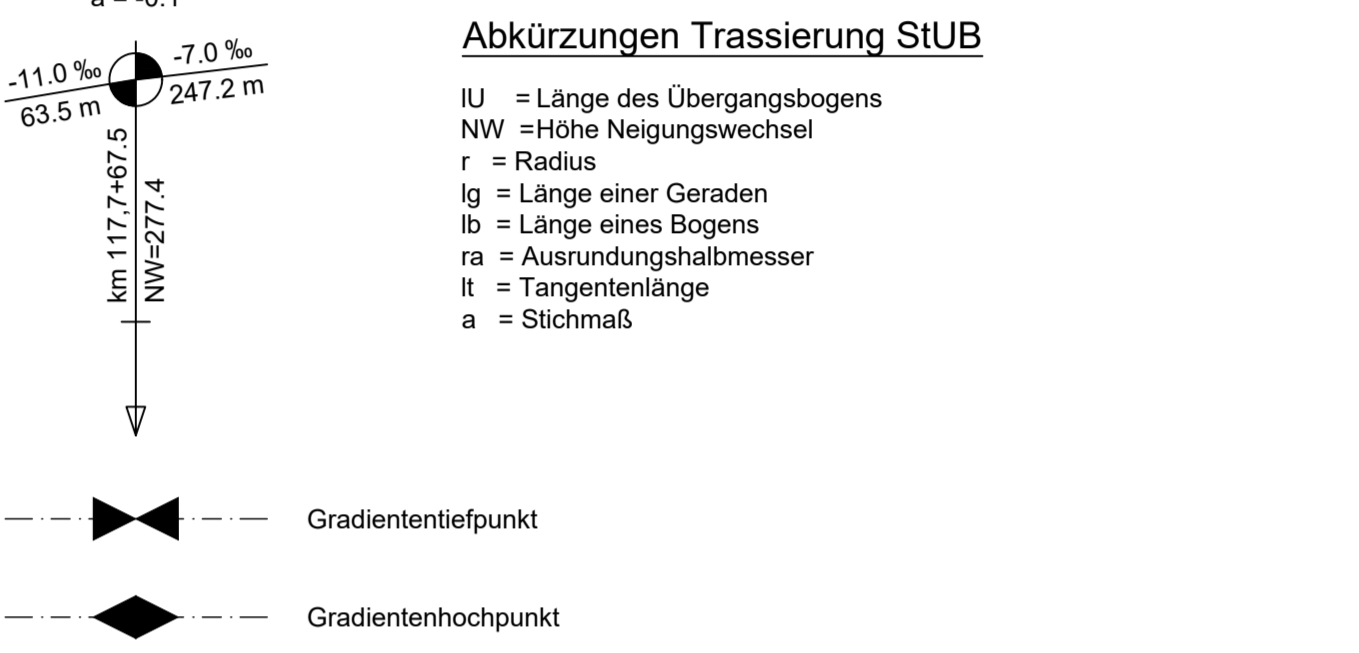 -11.0 ‰
-7.0 ‰
63.5 m
247.2 m
km 117,7+67.5
NW=277.4
Abkürzungen Trassierung StUB
lU = Länge des Übergangsbogens
NW =Höhe Neigungswechsel
r = Radius
lg = Länge einer Geraden
lb = Länge eines Bogens
ra = Ausrundungshalbmesser
lt = Tangentenlänge
a = Stichmaß
Gradiententiefpunkt
Gradientenhochpunkt